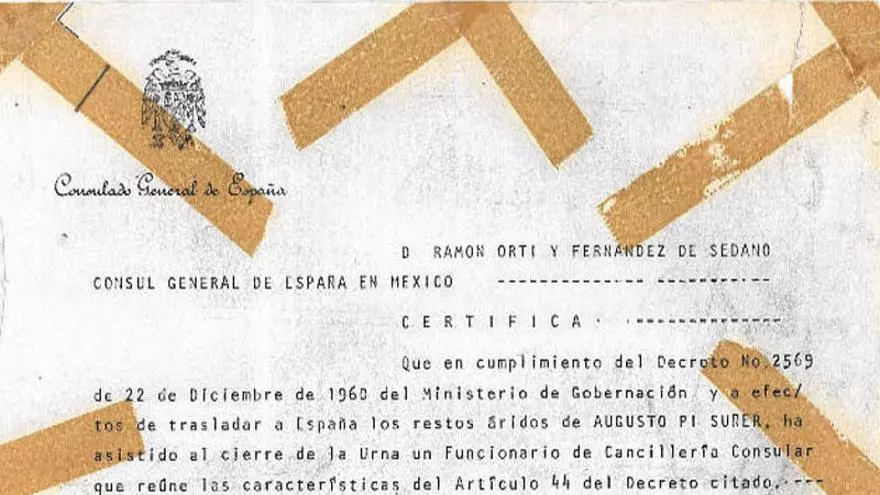 Consulado General de España
D RAMON ORTI Y FERNANDEZ DE SEDANO
CONSUL GENERAL DE ESPAÑA EN MEXICO ---------------- ------------
C E R T I F I C A . ----------------
Que en cumplimiento del Decreto No.2569
de 22 de Diciembre de 1960 del Ministerio de Gobernación y a efec/
tos de trasladar a España los restos áridos de AUGUSTO PI SUÑER, ha
asistido al cierre de la Urna un Funcionario de Cancillería Consular
que reúne las características del Artículo 44 del Decreto citado.----